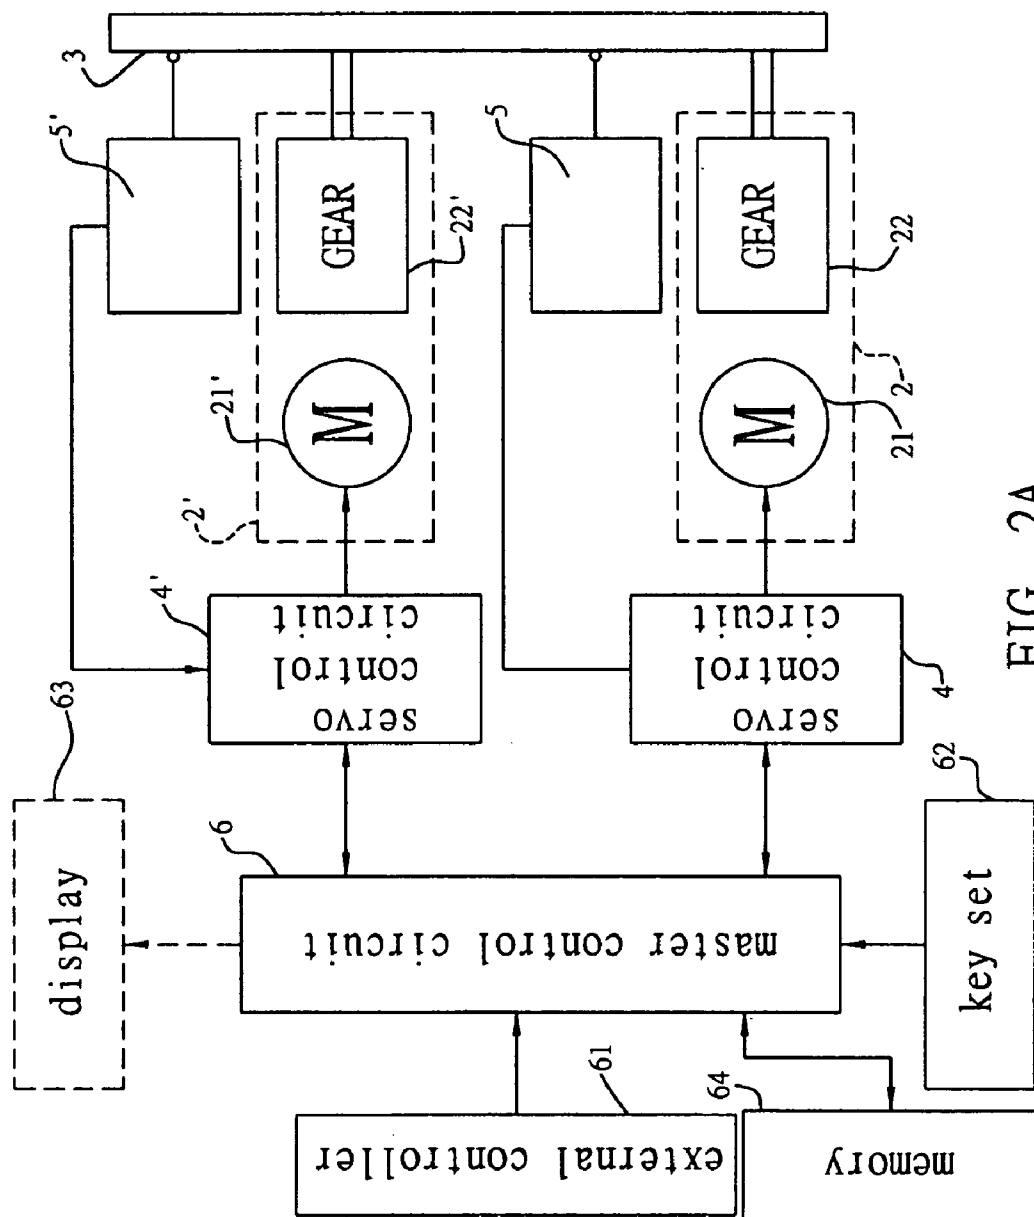 3
5'
5
GEAR
22'
GEAR
22
21'
M
2'
M
21
2
4'
servo
control
circuit
servo
control
circuit
4
63
display
6
master control circuit
62
key set
61
external controller
64
memory
FIG. 2A